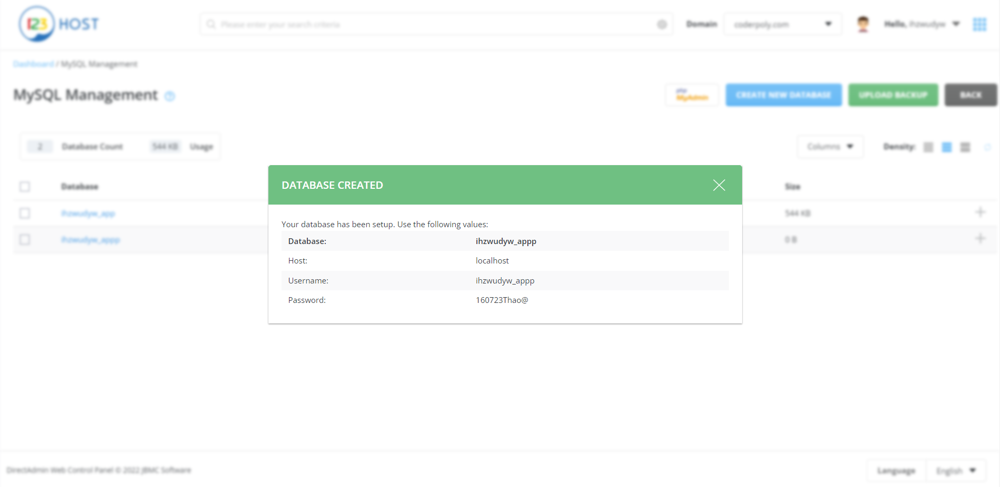 123 HOST
Please enter your search criteria
Domain
coderpoly.com
Hello, ihzwudyw
Dashboard / MySQL Management
MySQL Management
php
MyAdmin
CREATE NEW DATABASE
UPLOAD BACKUP
BACK
2 Database Count 544 KB Usage
Columns
Density:
Database
Size
ihzwudyw_app
544 KB
ihzwudyw_appp
0 B
DATABASE CREATED
Your database has been setup. Use the following values:
Database: ihzwudyw_appp
Host: localhost
Username: ihzwudyw_appp
Password: 160723Thao@
DirectAdmin Web Control Panel © 2022 JBMC Software
Language
English